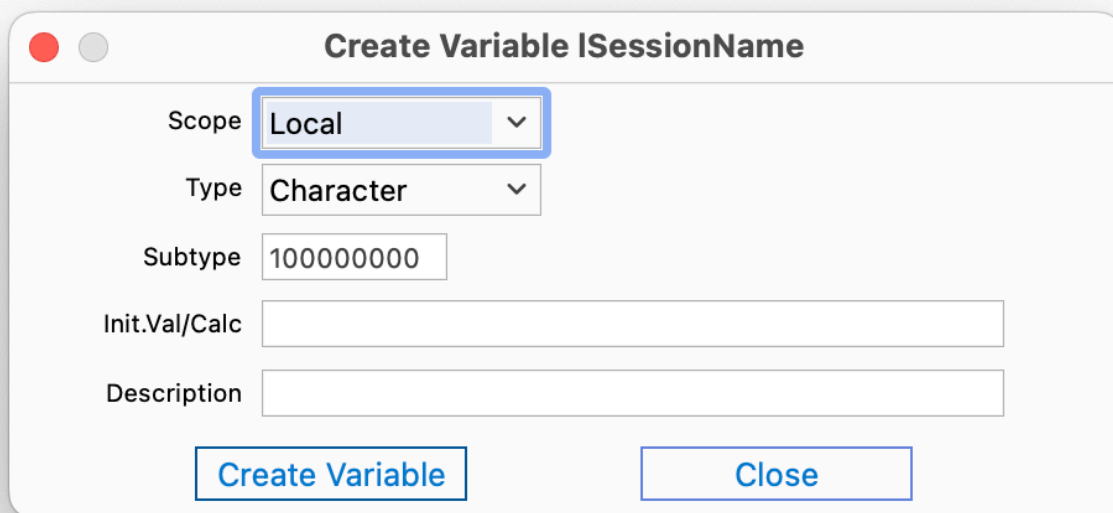 Create Variable lSessionName
Scope Local
Type Character
Subtype 100000000
Init.Val/Calc
Description
Create Variable Close